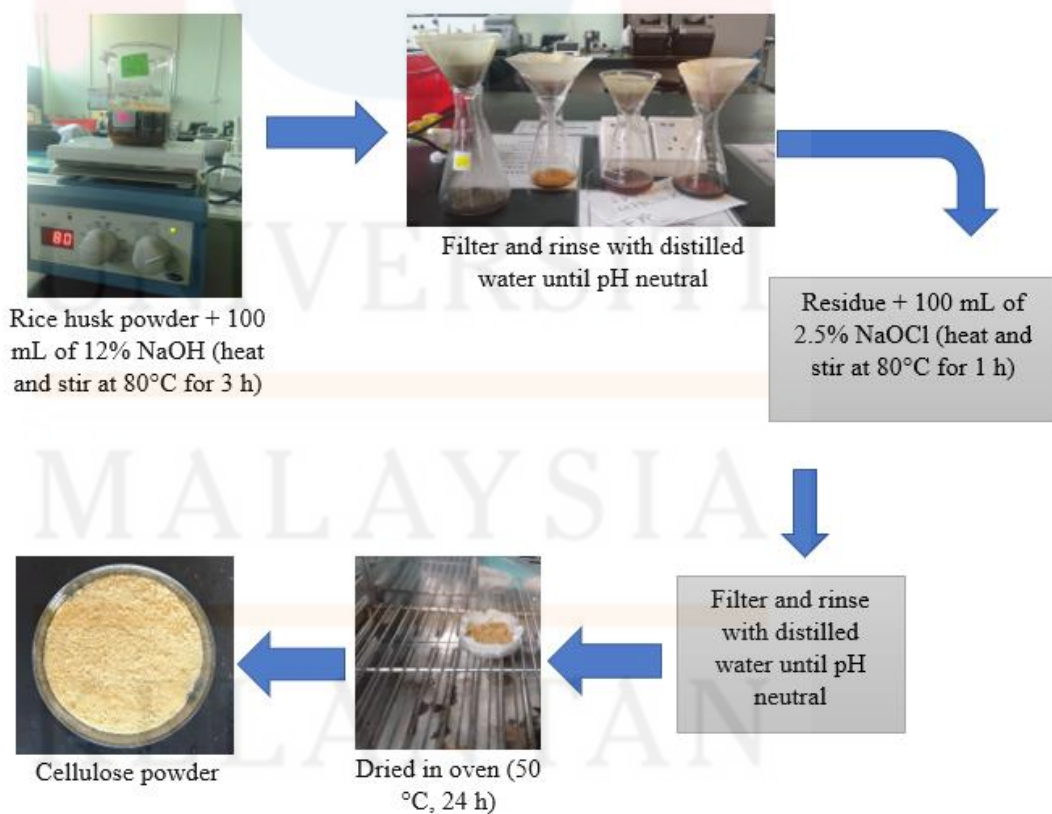 80
Filter and rinse with distilled
water until pH neutral
Rice husk powder + 100
mL of 12% NaOH (heat
and stir at 80°C for 3 h)
Residue + 100 mL of
2.5% NaOCl (heat and
stir at 80°C for 1 h)
Filter and rinse
with distilled
water until pH
neutral
Dried in oven (50
°C, 24 h)
Cellulose powder
UNIVERSITI
MALAYSIA
KELANTAN